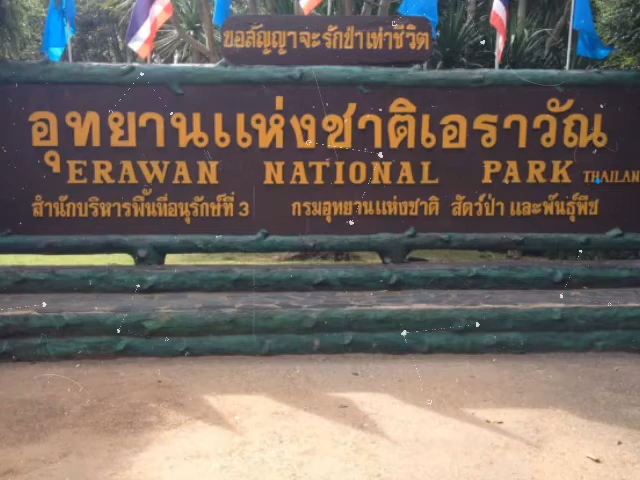 ขอสัญญาจะรักป่าเท่าชีวิต
อุทยานแห่งชาติเอราวัณ
ERAWAN NATIONAL PARK THAILAN
สำนักบริหารพื้นที่อนุรักษ์ที่ 3 กรมอุทยานแห่งชาติ สัตว์ป่า และพันธุ์พืช